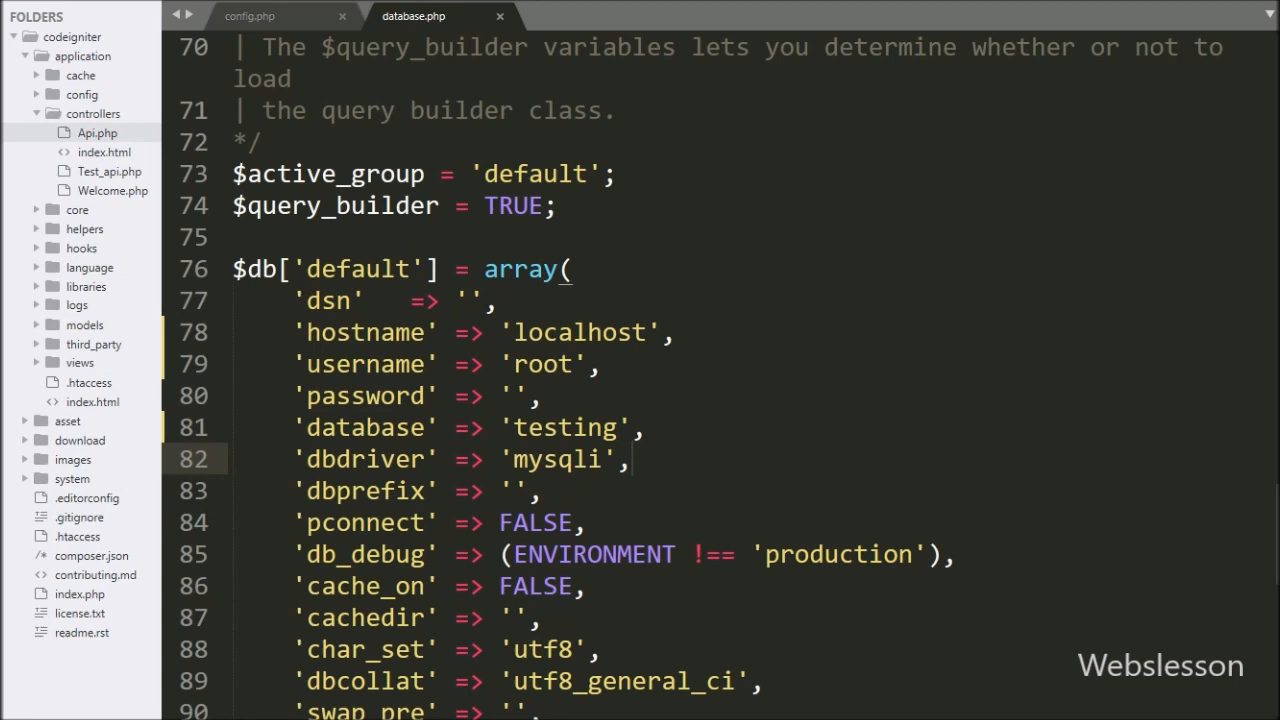 FOLDERS
codeigniter
application
cache
config
controllers
Api.php
index.html
Test_api.php
Welcome.php
core
helpers
hooks
language
libraries
logs
models
third_party
views
.htaccess
index.html
asset
download
images
system
.editorconfig
.gitignore
.htaccess
composer.json
contributing.md
index.php
license.txt
readme.rst
config.php
database.php
70 | The $query_builder variables lets you determine whether or not to
load
71 | the query builder class.
72 */
73 $active_group = 'default';
74 $query_builder = TRUE;
75
76 $db['default'] = array(
77 'dsn' => '',
78 'hostname' => 'localhost',
79 'username' => 'root',
80 'password' => '',
81 'database' => 'testing',
82 'dbdriver' => 'mysqli',
83 'dbprefix' => '',
84 'pconnect' => FALSE,
85 'db_debug' => (ENVIRONMENT !== 'production'),
86 'cache_on' => FALSE,
87 'cachedir' => '',
88 'char_set' => 'utf8',
89 'dbcollat' => 'utf8_general_ci',
90 'swap_pre' => '',
Webslesson